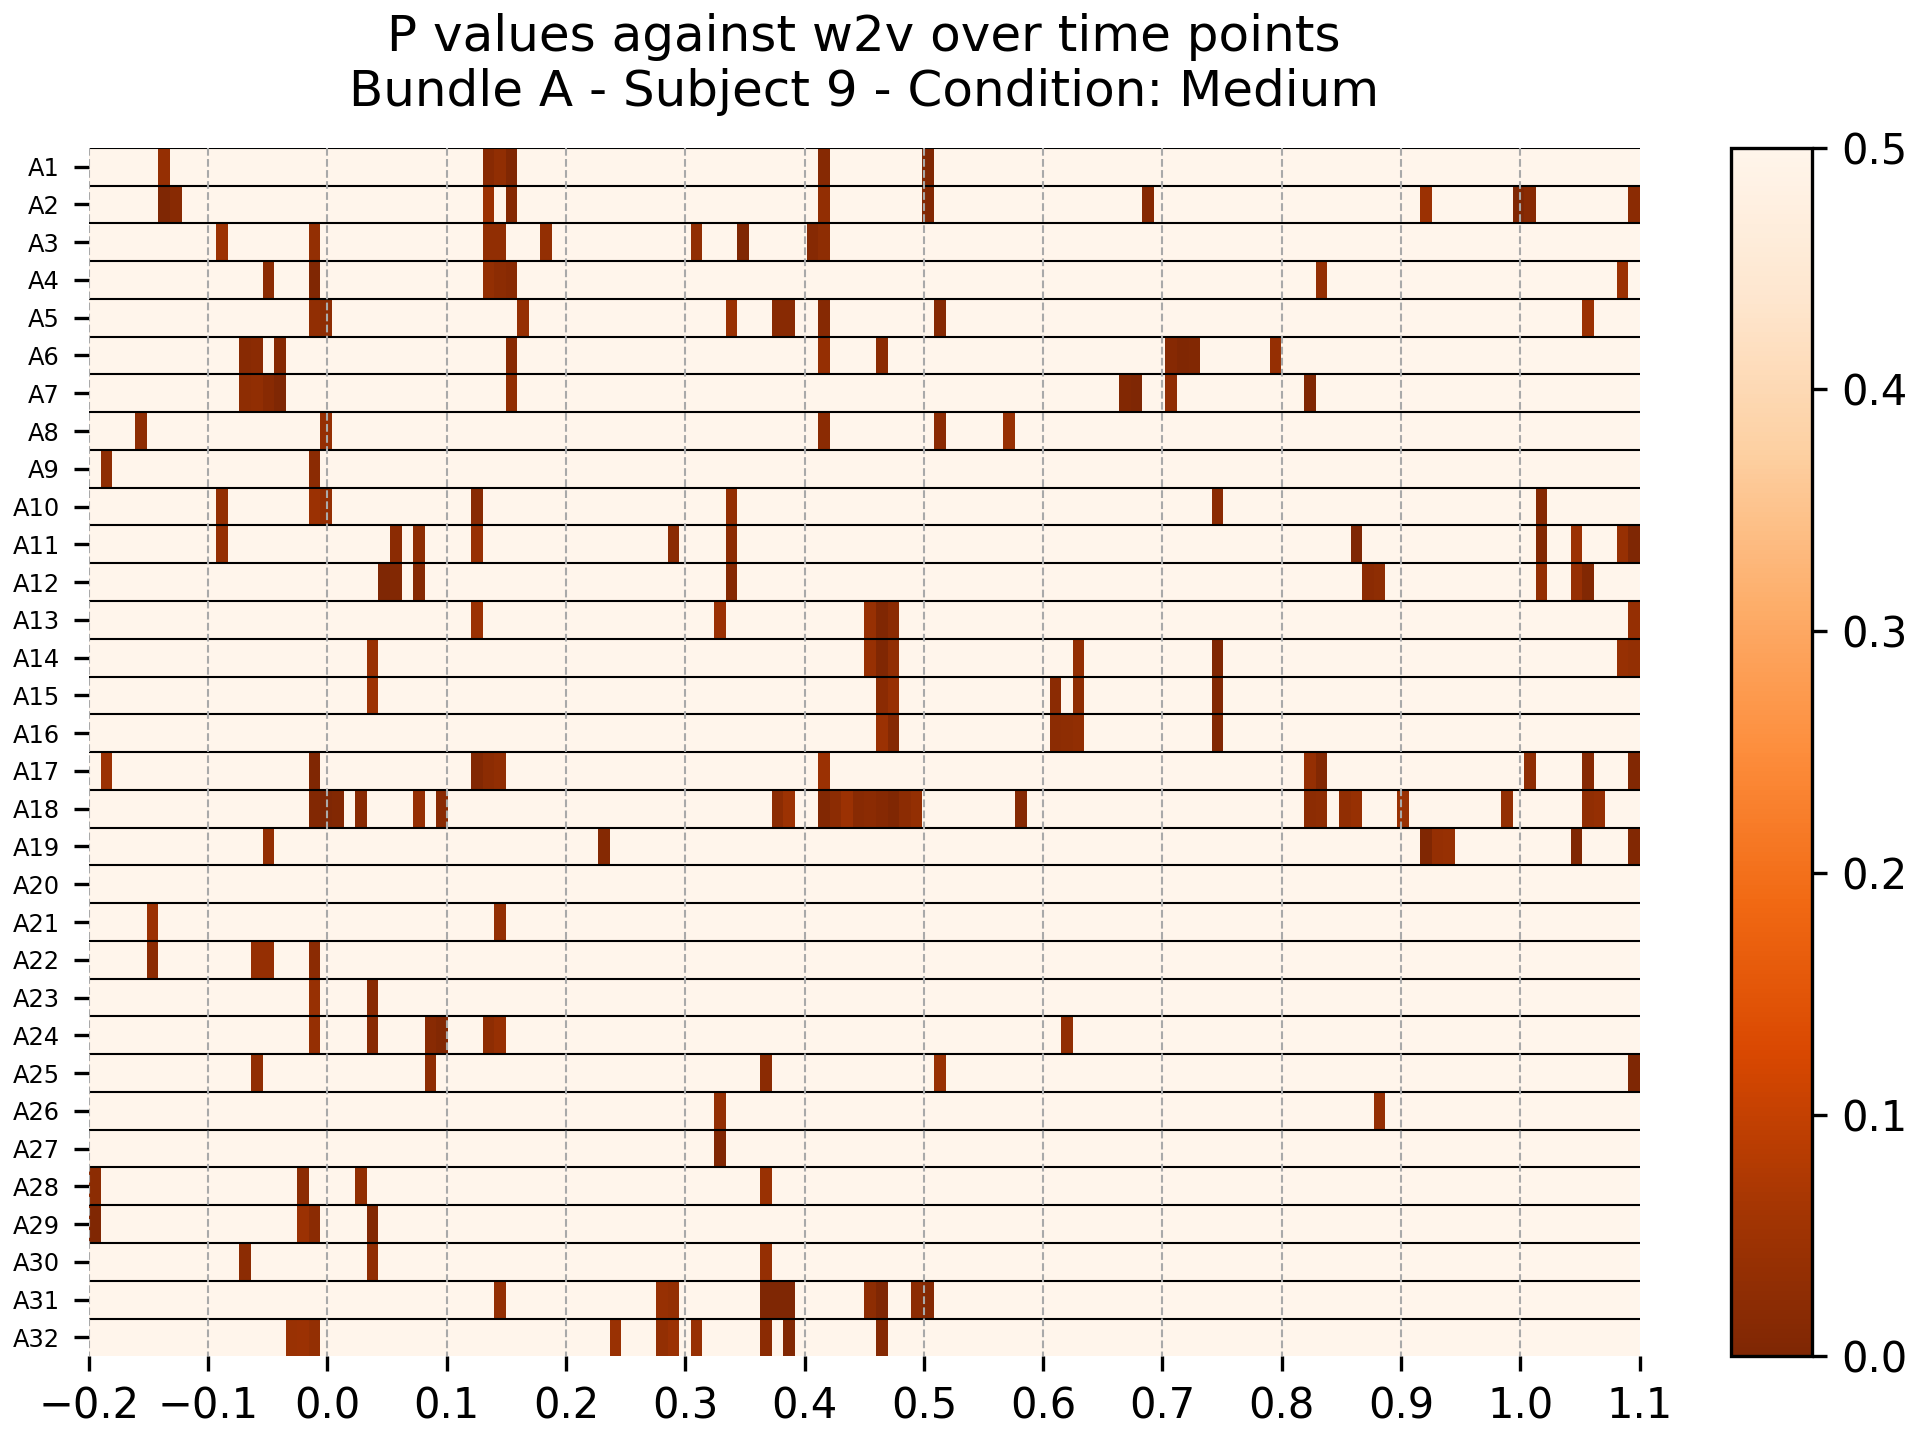 P values against w2v over time points
Bundle A - Subject 9 - Condition: Medium
A1
A2
A3
A4
A5
A6
A7
A8
A9
A10
A11
A12
A13
A14
A15
A16
A17
A18
A19
A20
A21
A22
A23
A24
A25
A26
A27
A28
A29
A30
A31
A32
−0.2 −0.1 0.0 0.1 0.2 0.3 0.4 0.5 0.6 0.7 0.8 0.9 1.0 1.1
0.5
0.4
0.3
0.2
0.1
0.0